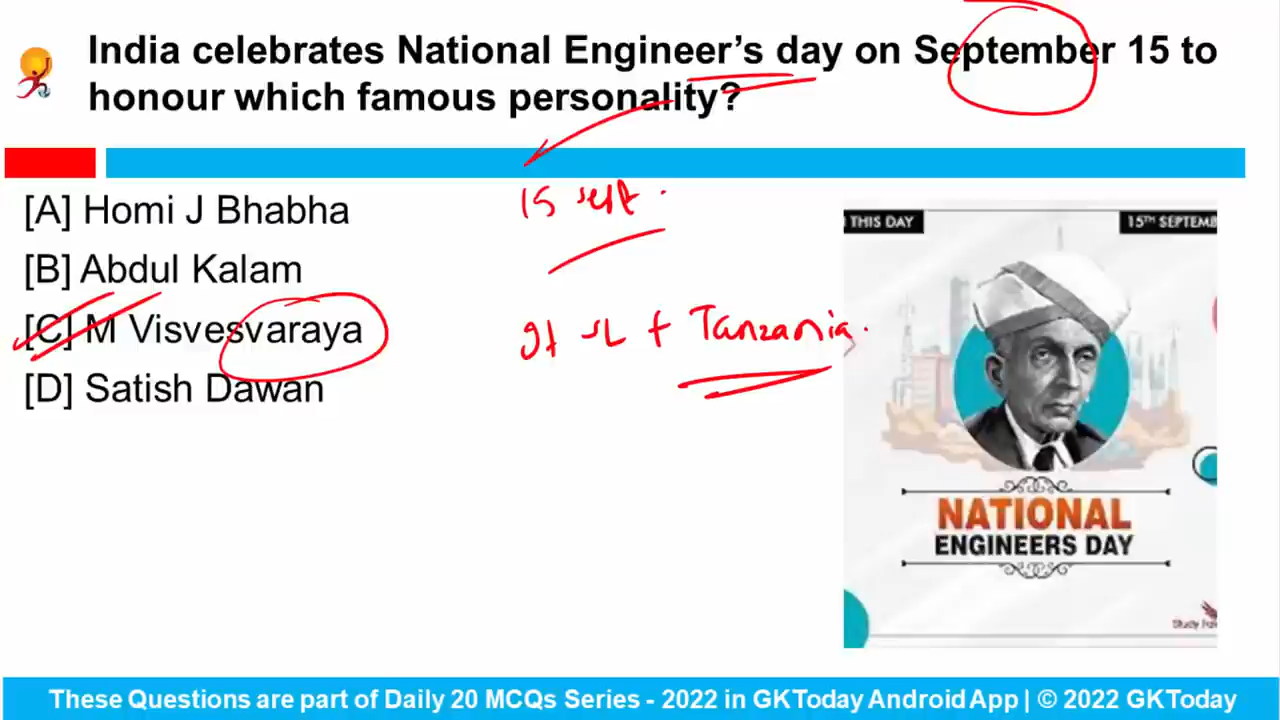 India celebrates National Engineer’s day on September 15 to
honour which famous personality?
[A] Homi J Bhabha
[B] Abdul Kalam
[C] M Visvesvaraya
[D] Satish Dawan
15 sept.
+ Tanzania.
THIS DAY
15TH SEPTEMB
NATIONAL
ENGINEERS DAY
Study
These Questions are part of Daily 20 MCQs Series - 2022 in GKToday Android App | © 2022 GKToday